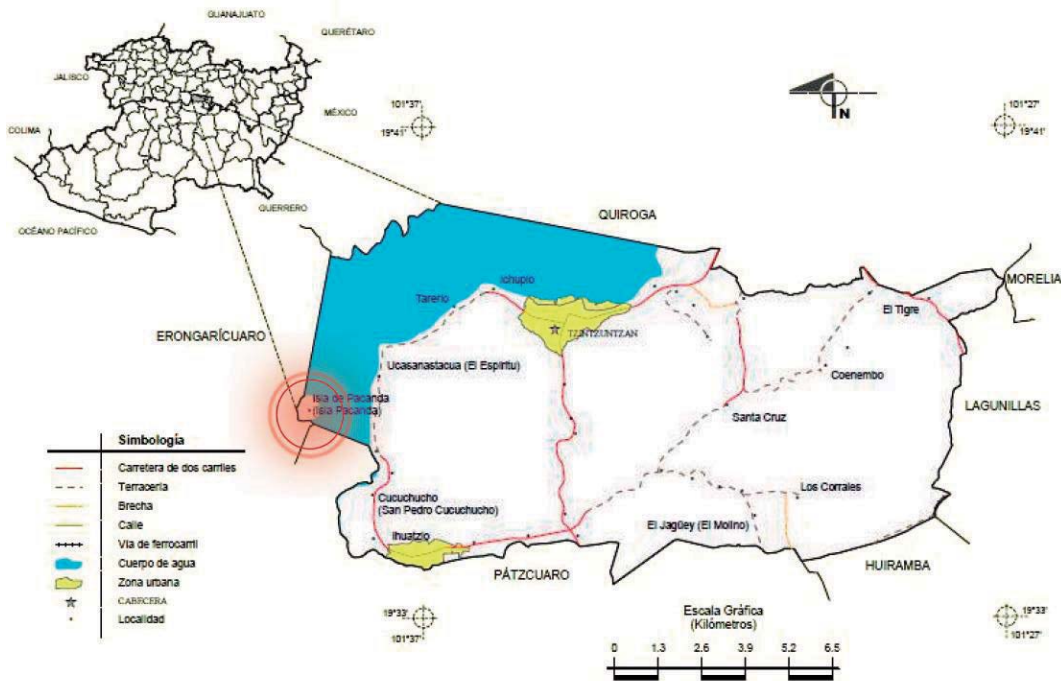 GUANAJUATO
QUERÉTARO
JALISCO
MÉXICO
COLIMA
GUERRERO
OCÉANO PACÍFICO
101°37'
19°41'
N
101°27'
19°41'
QUIROGA
MORELIA
Ichupio
Tarerio
El Tigre
TZINTZUNTZAN
ERONGARÍCUARO
Ucasanastacua (El Espiritu)
Coenembo
Isla de Pacanda
(Isla Pacanda)
LAGUNILLAS
Santa Cruz
Simbología
Carretera de dos carriles
Terracería
Brecha
Calle
Vía de ferrocarril
Cuerpo de agua
Zona urbana
CABECERA
Localidad
Los Corrales
Cucuchucho
(San Pedro Cucuchucho)
El Jagüey (El Molino)
Ihuatzio
HUIRAMBA
PÁTZCUARO
19°33'
101°37'
Escala Gráfica
(Kilómetros)
0 1.3 2.6 3.9 5.2 6.5
19°33'
101°27'